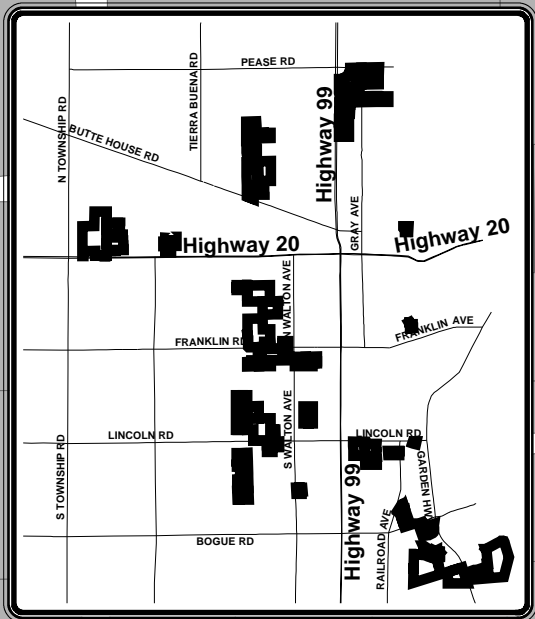 PEASE RD
TIERRA BUENA RD
Highway 99
N TOWNSHIP RD
BUTTE HOUSE RD
GRAY AVE
Highway 20
Highway 20
N WALTON AVE
FRANKLIN RD
FRANKLIN AVE
S WALTON AVE
LINCOLN RD
LINCOLN RD
S TOWNSHIP RD
GARDEN HW
Highway 99
RAILROAD AVE
BOGUE RD